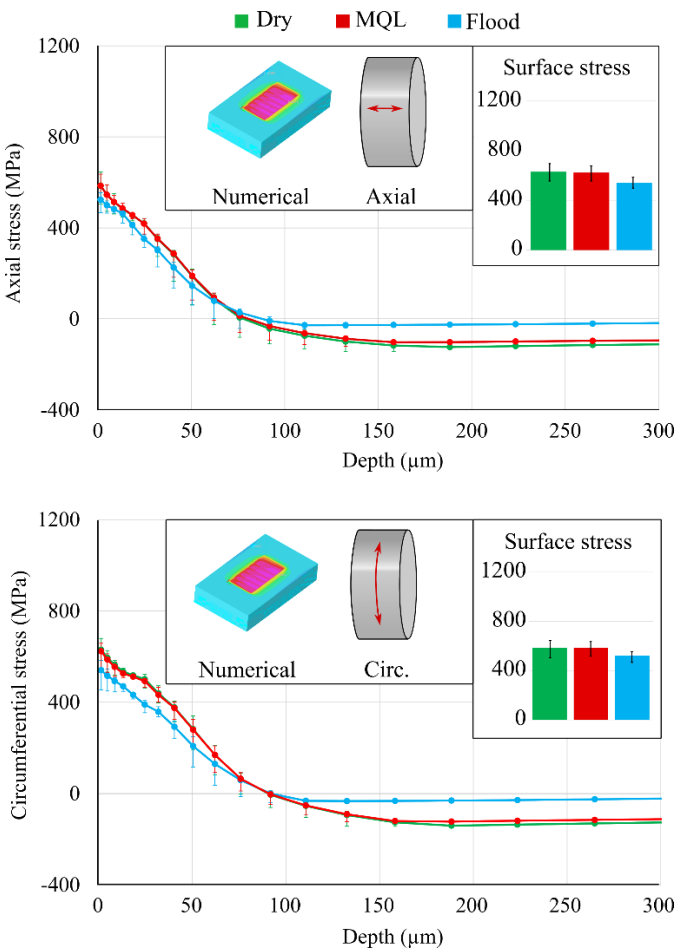 Dry MQL Flood
Axial stress (MPa)
1200
800
400
0
-400
Numerical
Axial
Surface stress
1200
800
400
0
0 50 100 150 200 250 300
Depth (µm)
Circumferential stress (MPa)
1200
800
400
0
-400
Numerical
Circ.
Surface stress
1200
800
400
0
0 50 100 150 200 250 300
Depth (µm)